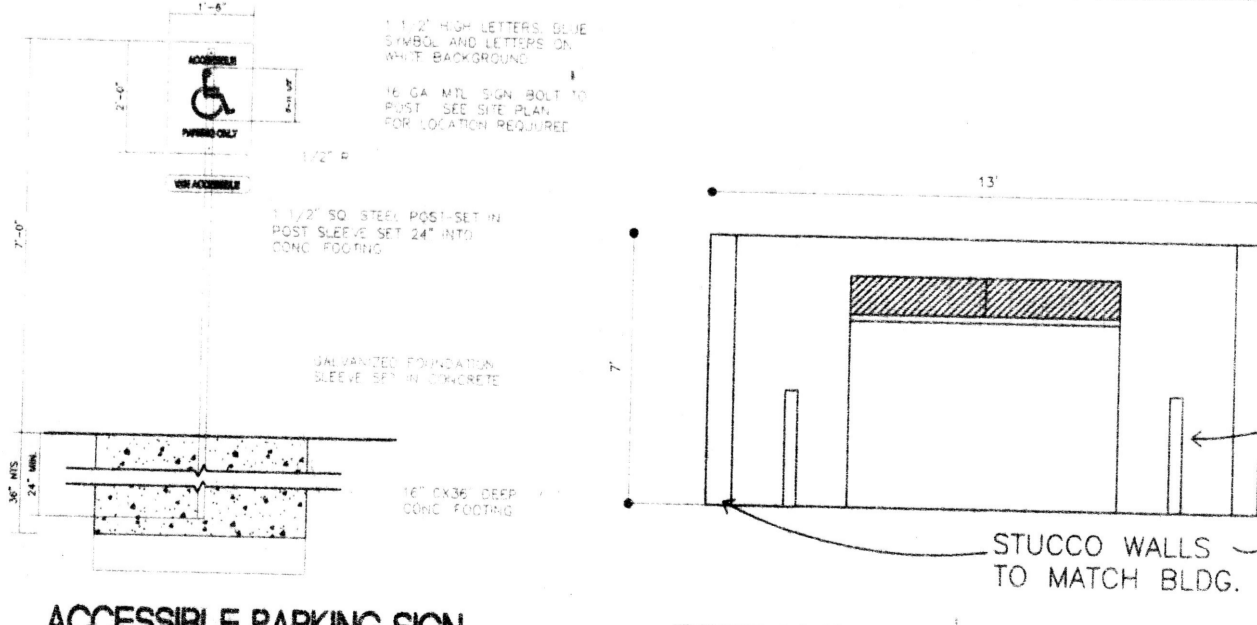 1'-6"
1 1/2" HIGH LETTERS. BLUE
SYMBOL AND LETTERS ON
WHITE BACKGROUND
16 GA MTL SIGN BOLT TO
POST SEE SITE PLAN
FOR LOCATION REQUIRED
ACCESSIBLE
PARKING ONLY
2'-0"
1/2" R
VAN ACCESSIBLE
7'-0"
1 1/2" SQ STEEL POST-SET IN
POST SLEEVE SET 24" INTO
CONC FOOTING
GALVANIZED FOUNDATION
SLEEVE SET IN CONCRETE
36" NTS
24" MIN.
CONC FOOTING
ACCESSIBLE PARKING SIGN
13'
7'
STUCCO WALLS
TO MATCH BLDG.